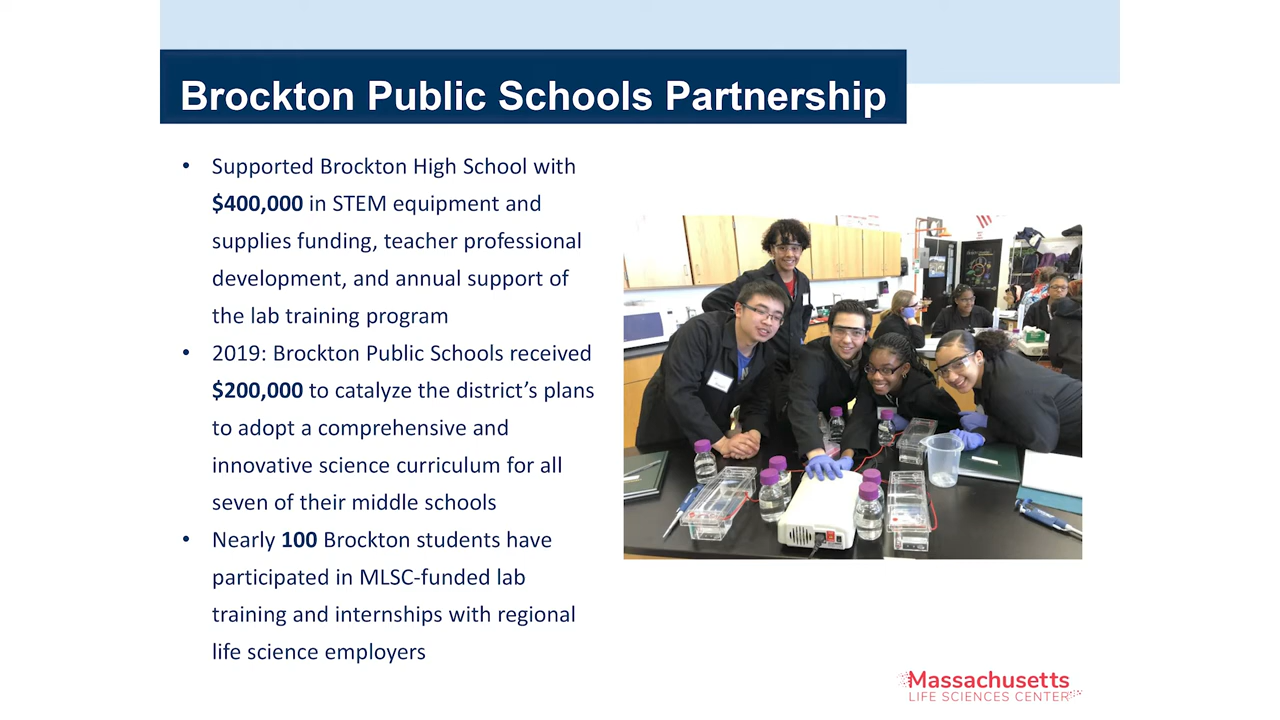 Brockton Public Schools Partnership
• Supported Brockton High School with
$400,000 in STEM equipment and
supplies funding, teacher professional
development, and annual support of
the lab training program
• 2019: Brockton Public Schools received
$200,000 to catalyze the district’s plans
to adopt a comprehensive and
innovative science curriculum for all
seven of their middle schools
• Nearly 100 Brockton students have
participated in MLSC-funded lab
training and internships with regional
life science employers
Massachusetts
LIFE SCIENCES CENTER